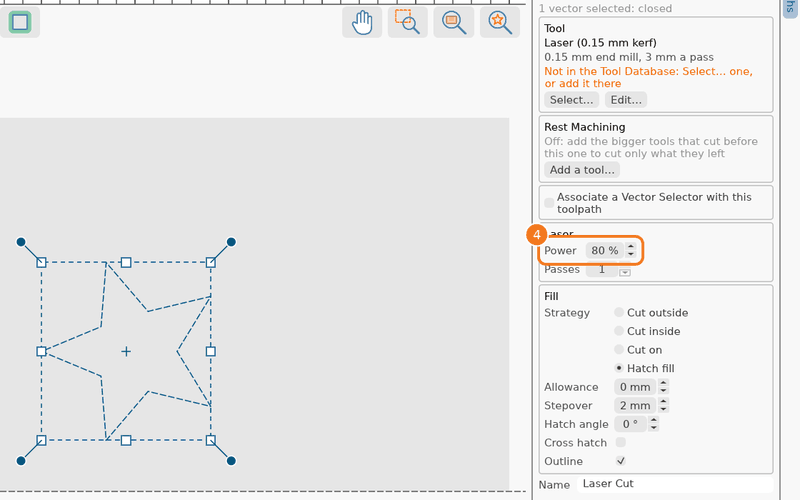 1 vector selected: closed
Tool
Laser (0.15 mm kerf)
0.15 mm end mill, 3 mm a pass
Not in the Tool Database: Select... one,
or add it there
Select... Edit...
Rest Machining
Off: add the bigger tools that cut before
this one to cut only what they left
Add a tool...
Associate a Vector Selector with this
toolpath
4
Power 80 %
Passes 1
Fill
Strategy Cut outside
Cut inside
Cut on
Hatch fill
Allowance 0 mm
Stepover 2 mm
Hatch angle 0 °
Cross hatch
Outline
Name Laser Cut